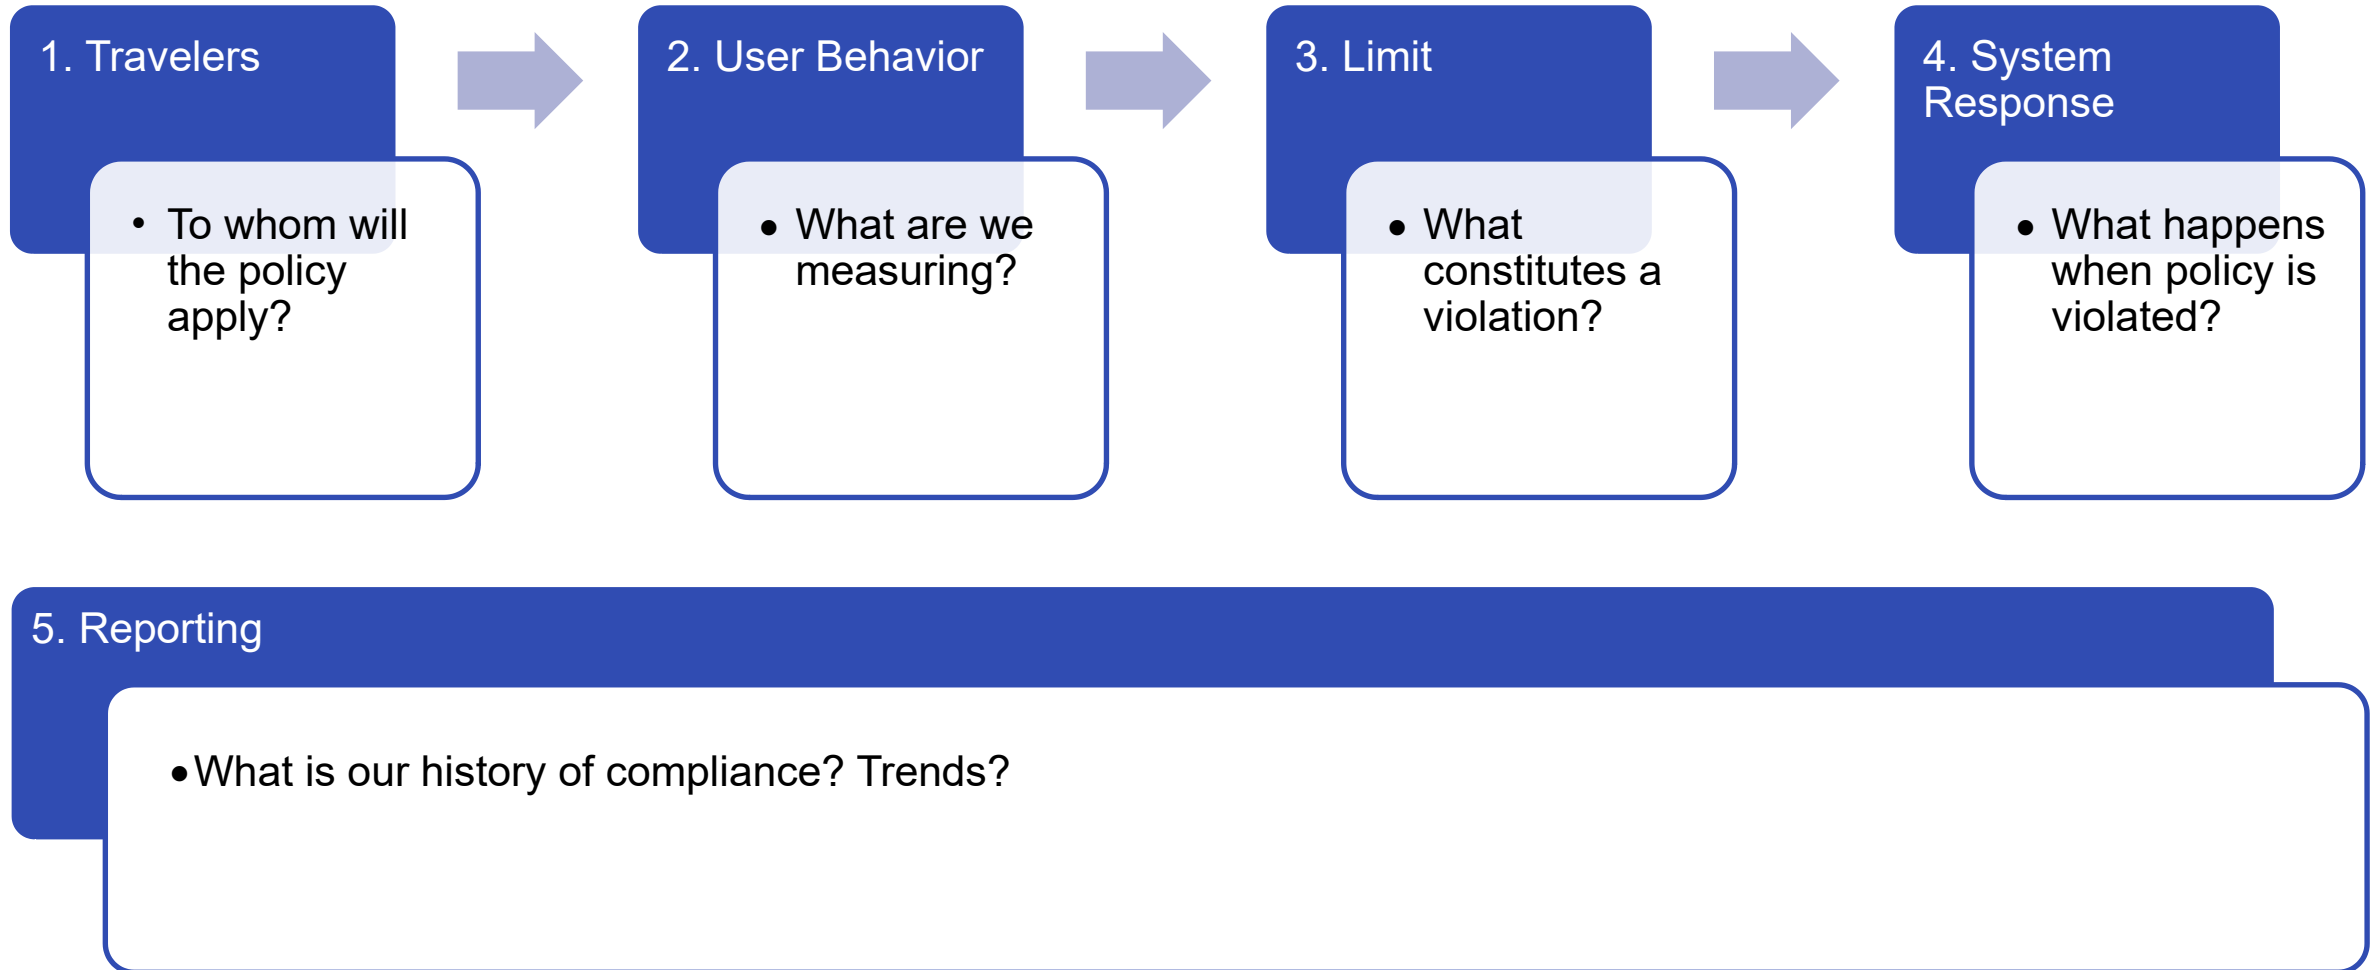 1. Travelers
• To whom will
the policy
apply?
2. User Behavior
• What are we
measuring?
3. Limit
• What
constitutes a
violation?
4. System
Response
• What happens
when policy is
violated?
5. Reporting
•What is our history of compliance? Trends?